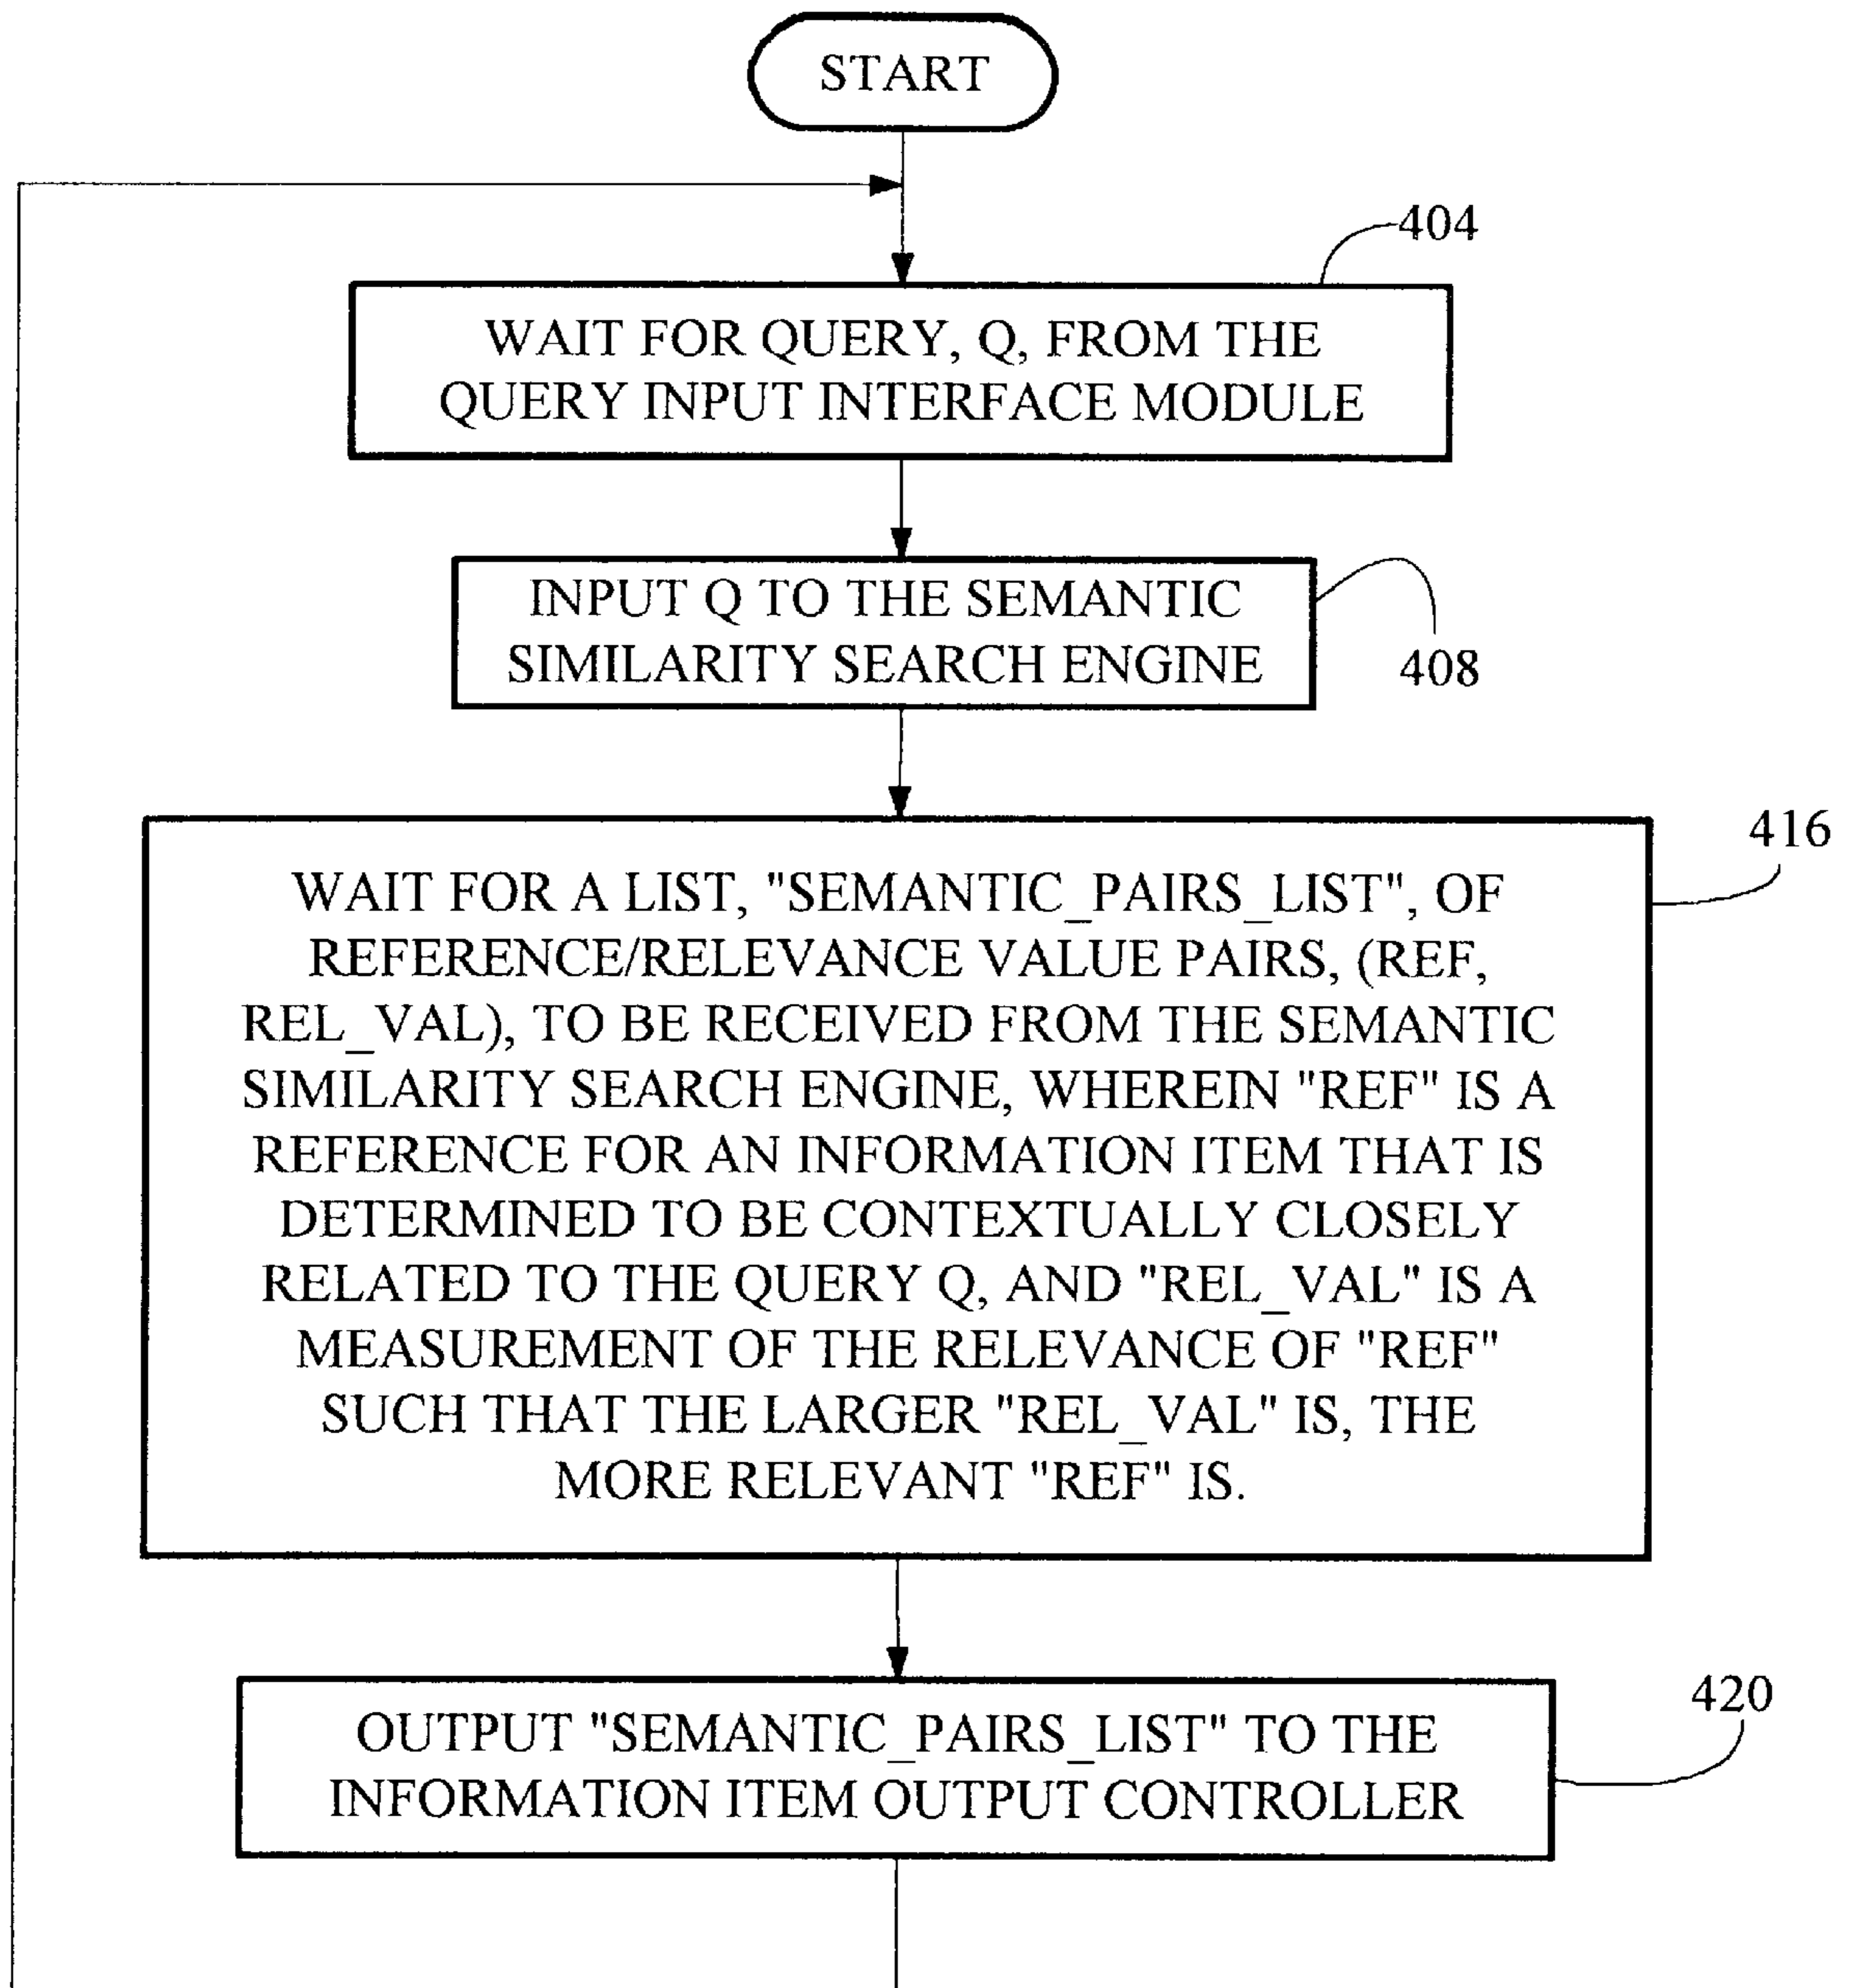 START
404
WAIT FOR QUERY, Q, FROM THE
QUERY INPUT INTERFACE MODULE
INPUT Q TO THE SEMANTIC
SIMILARITY SEARCH ENGINE
408
416
WAIT FOR A LIST, "SEMANTIC_PAIRS_LIST", OF
REFERENCE/RELEVANCE VALUE PAIRS, (REF,
REL_VAL), TO BE RECEIVED FROM THE SEMANTIC
SIMILARITY SEARCH ENGINE, WHEREIN "REF" IS A
REFERENCE FOR AN INFORMATION ITEM THAT IS
DETERMINED TO BE CONTEXTUALLY CLOSELY
RELATED TO THE QUERY Q, AND "REL_VAL" IS A
MEASUREMENT OF THE RELEVANCE OF "REF"
SUCH THAT THE LARGER "REL_VAL" IS, THE
MORE RELEVANT "REF" IS.
420
OUTPUT "SEMANTIC_PAIRS_LIST" TO THE
INFORMATION ITEM OUTPUT CONTROLLER